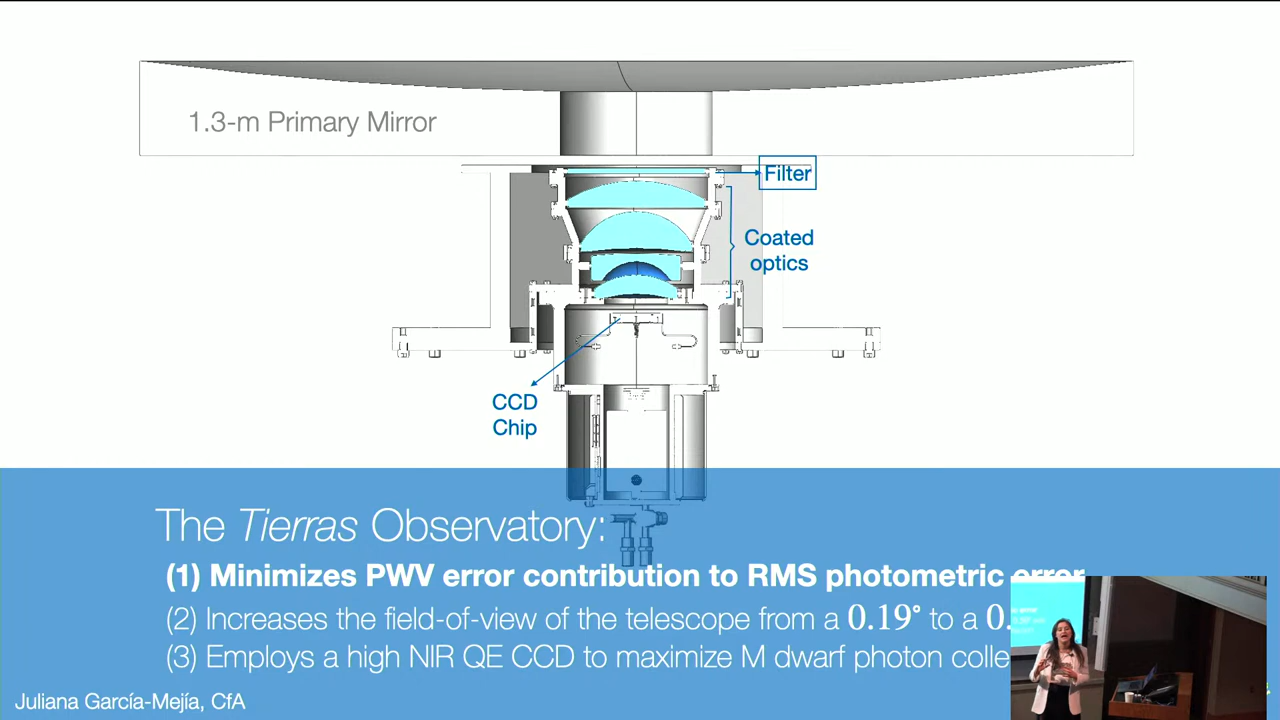 1.3-m Primary Mirror
Filter
Coated
optics
CCD
Chip
The Tierras Observatory:
(1) Minimizes PWV error contribution to RMS photometric error
(2) Increases the field-of-view of the telescope from a 0.19° to a 0.
(3) Employs a high NIR QE CCD to maximize M dwarf photon
Juliana García-Mejía, CfA